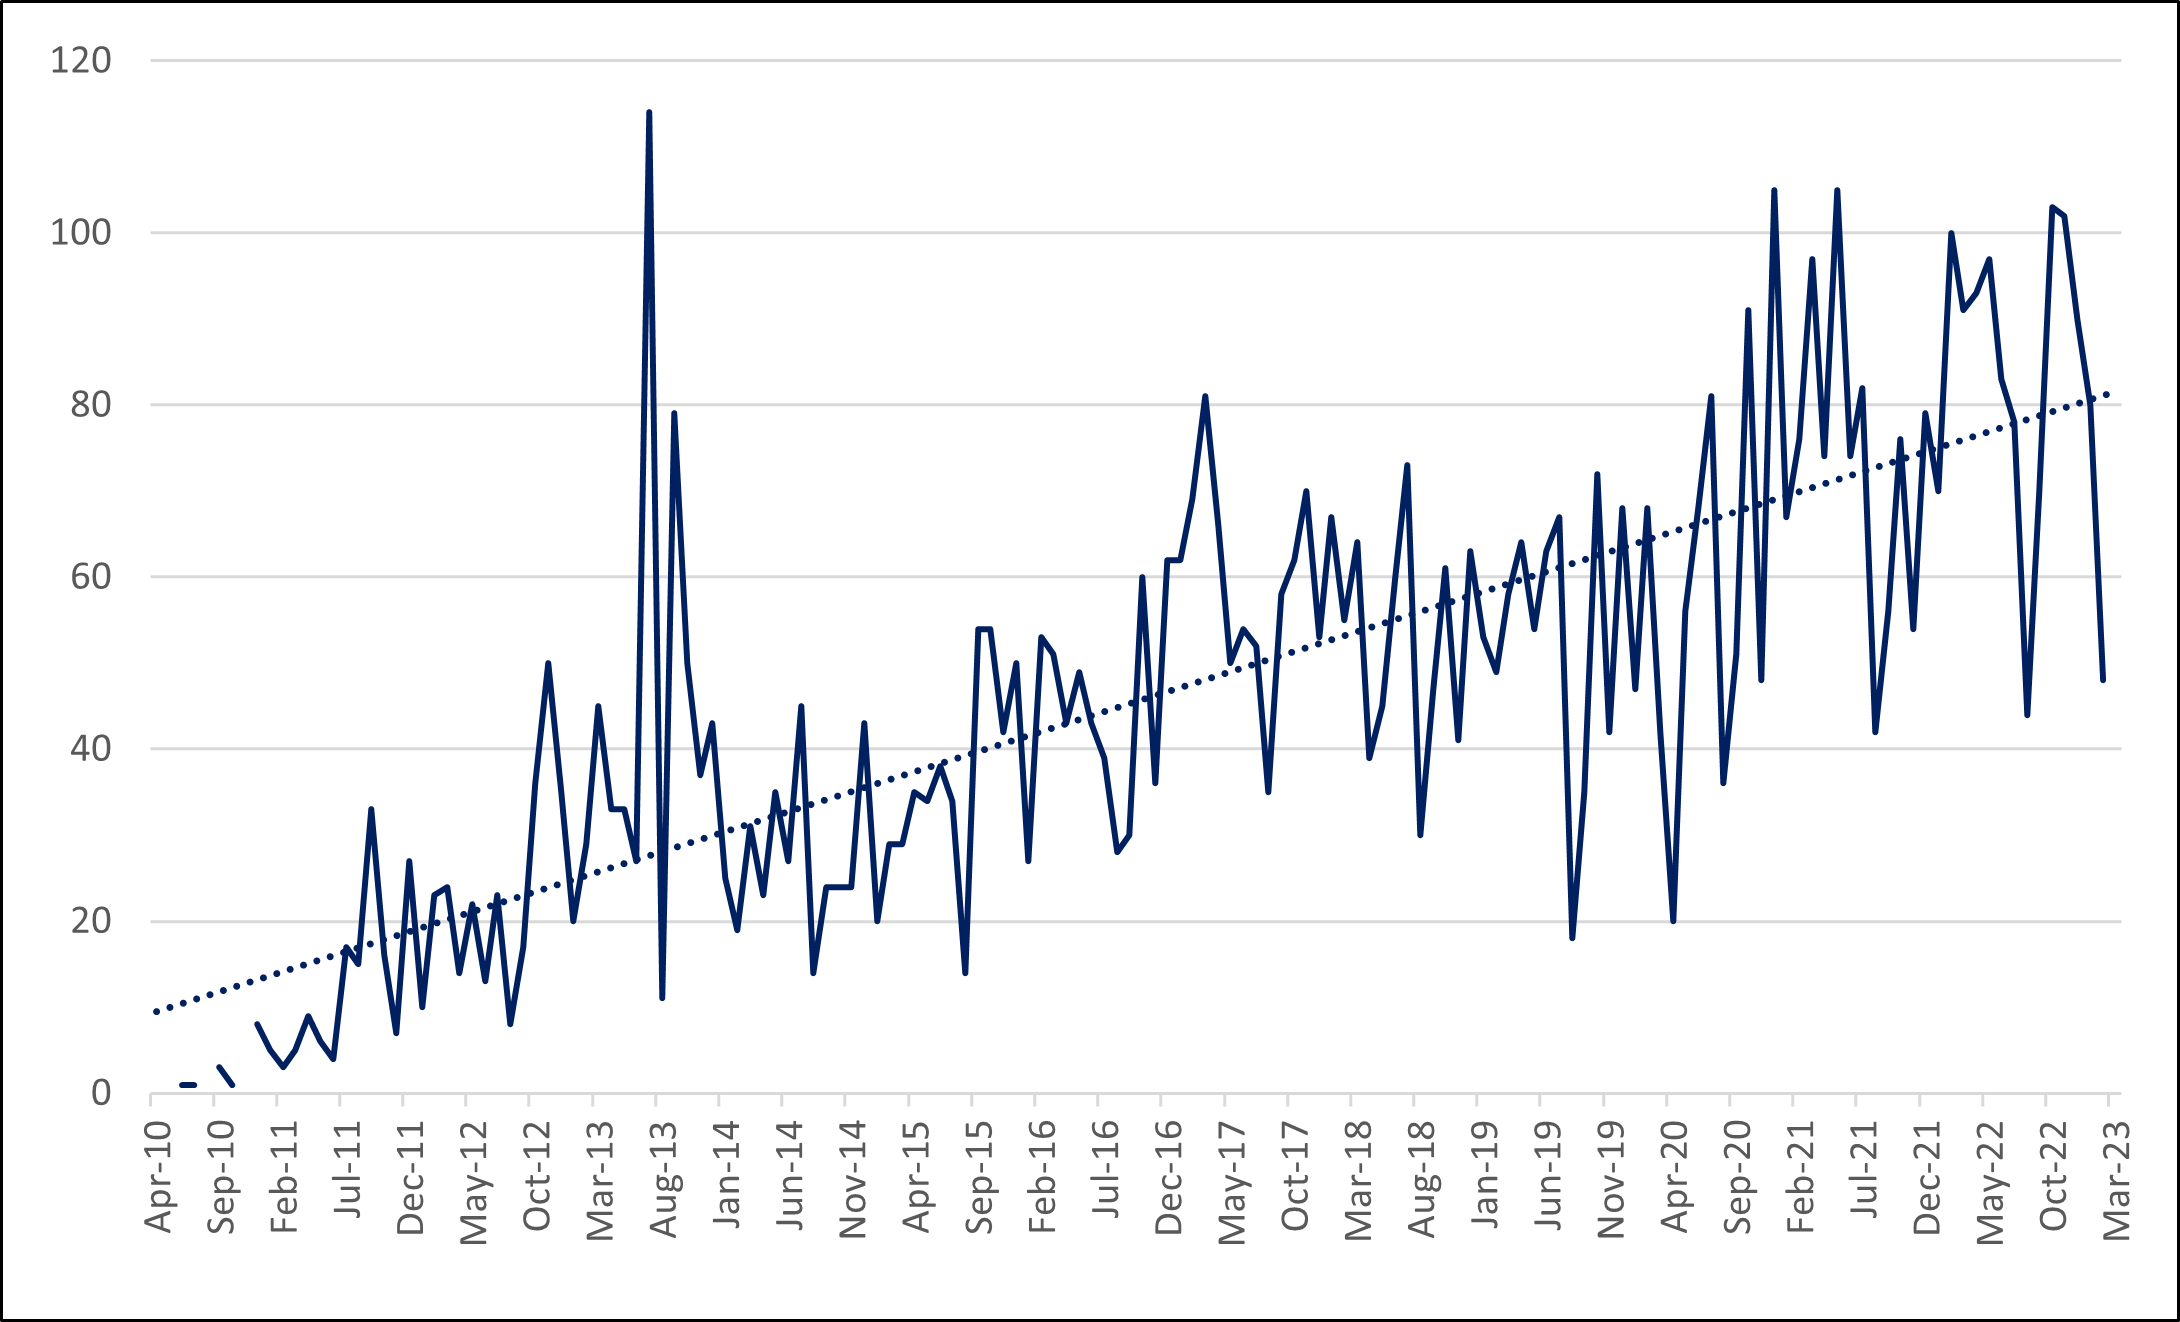 120
100
80
60
40
20
0
Apr-10
Sep-10
Feb-11
Jul-11
Dec-11
May-12
Oct-12
Mar-13
Aug-13
Jan-14
Jun-14
Nov-14
Apr-15
Sep-15
Feb-16
Jul-16
Dec-16
May-17
Oct-17
Mar-18
Aug-18
Jan-19
Jun-19
Nov-19
Apr-20
Sep-20
Feb-21
Jul-21
Dec-21
May-22
Oct-22
Mar-23